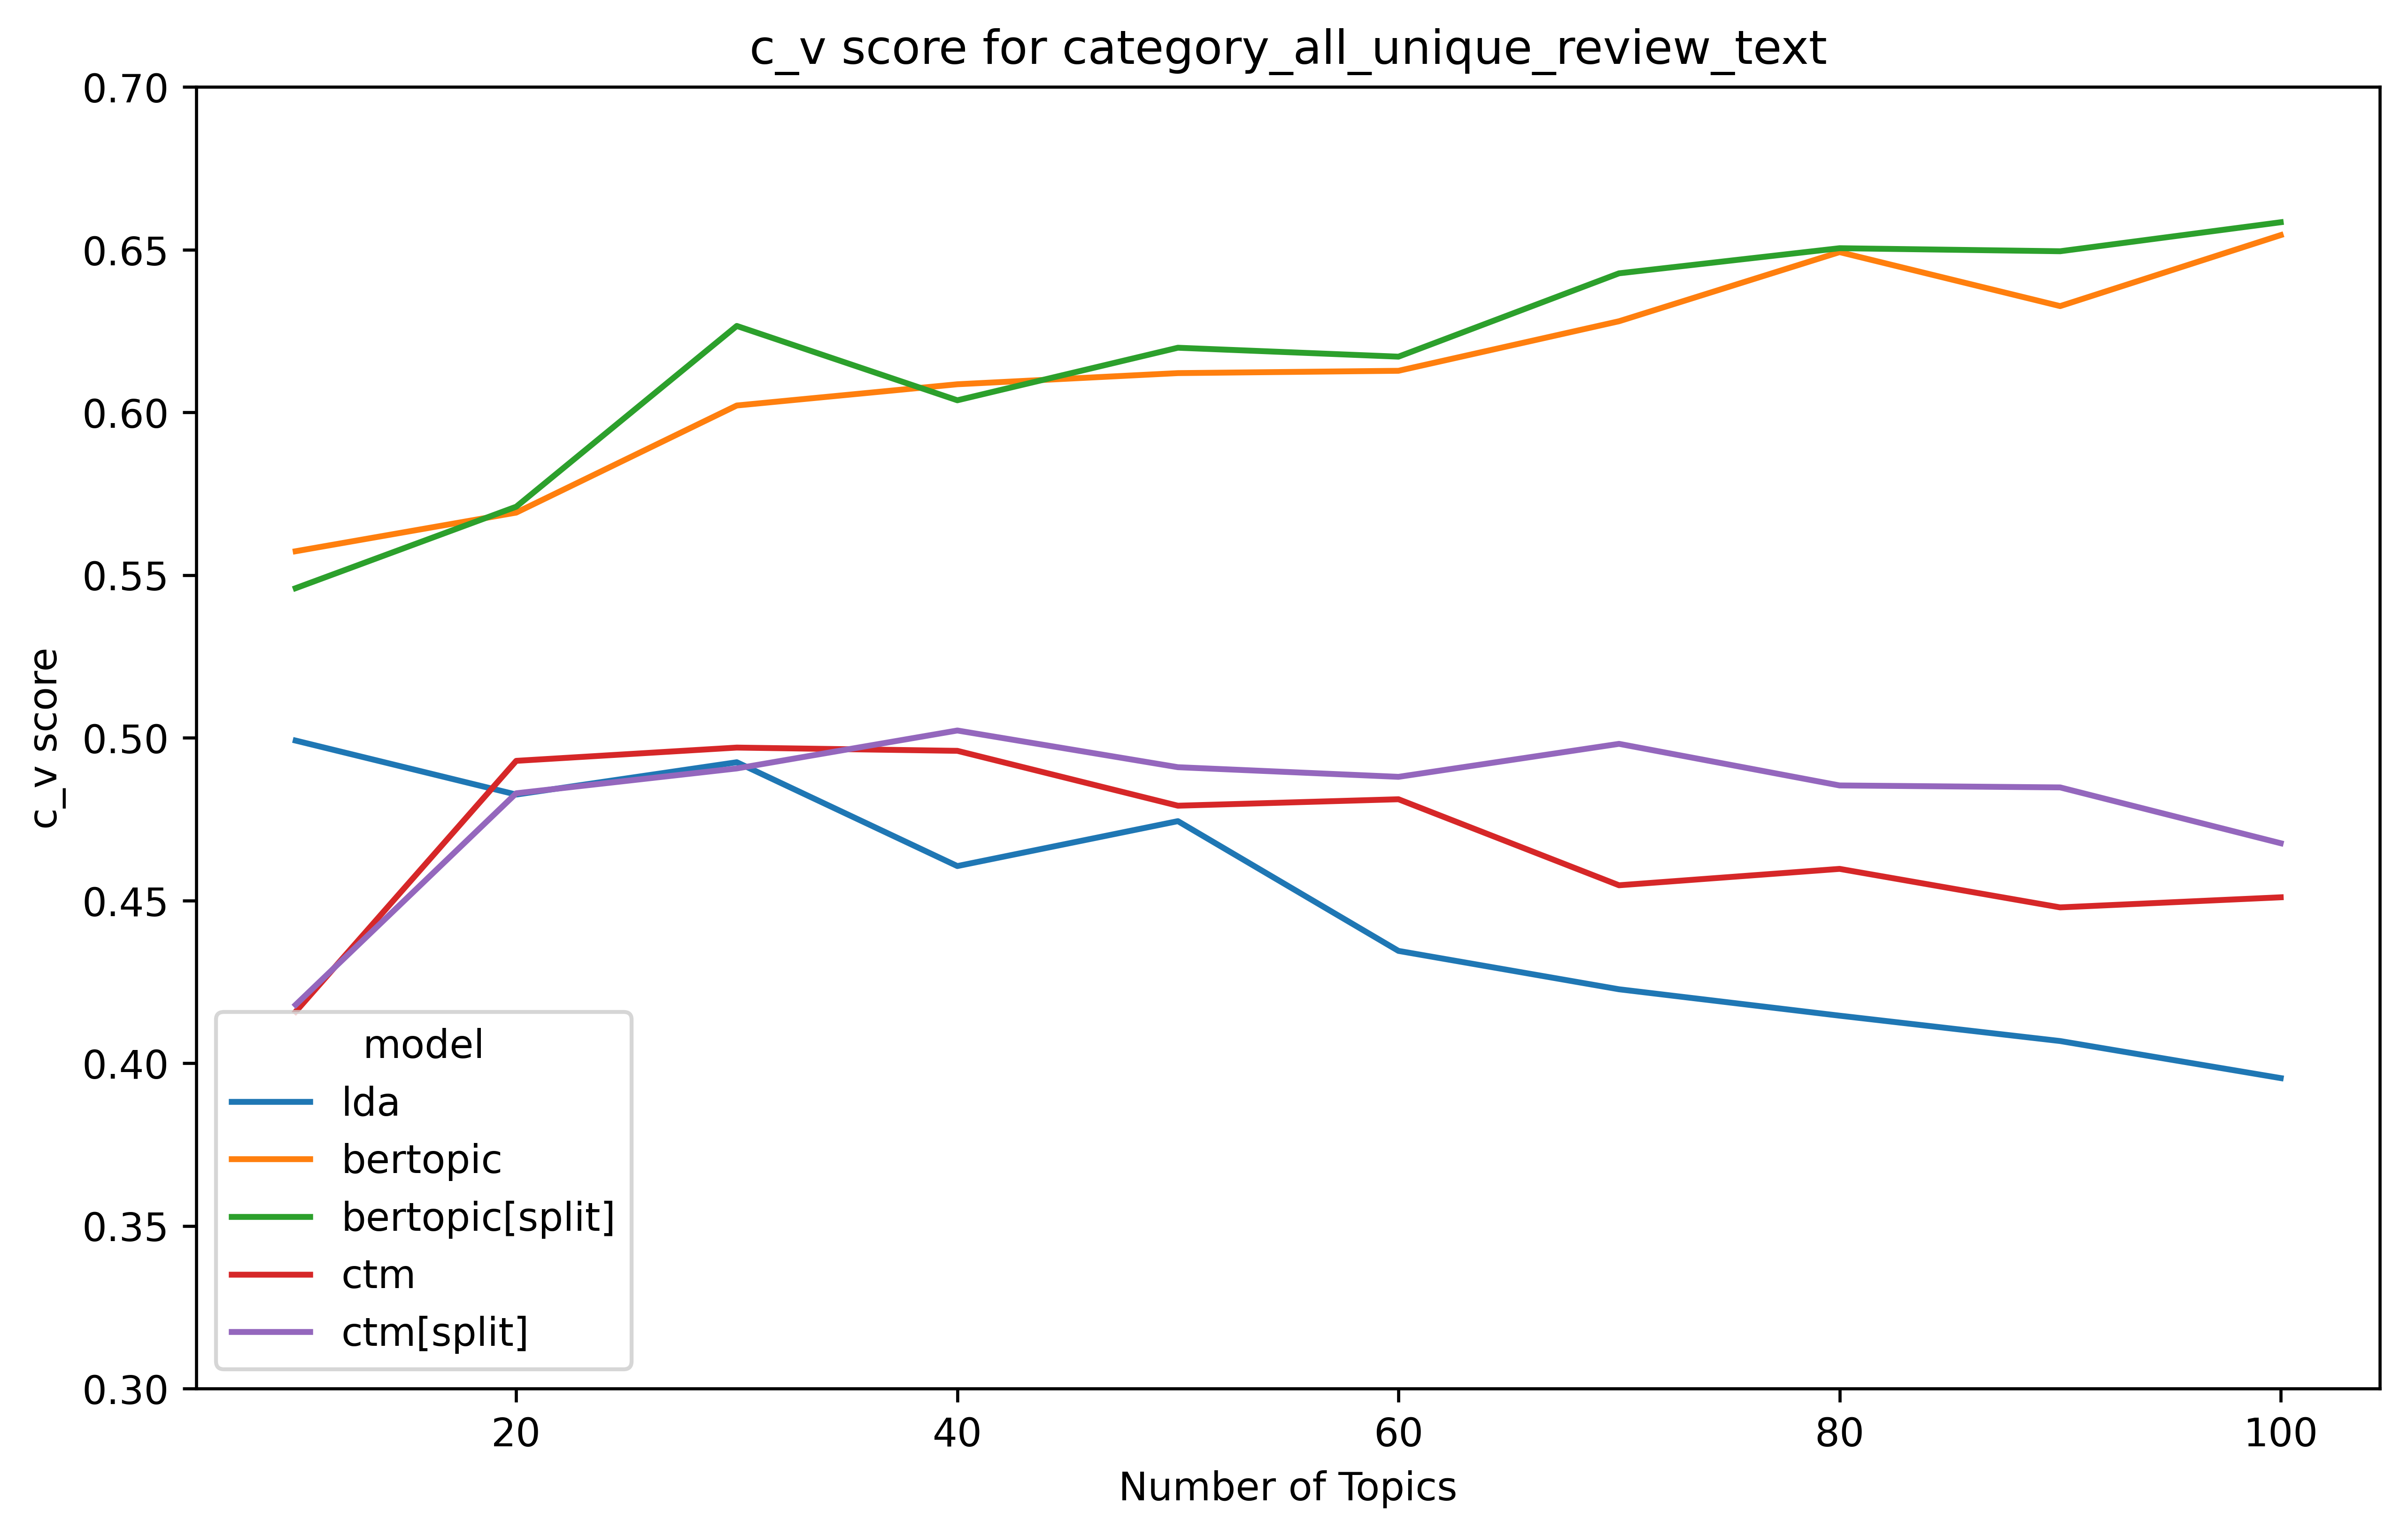 c_v score for category_all_unique_review_text
0.70
0.65
0.60
0.55
0.50
0.45
0.40
0.35
0.30
c_v score
model
lda
bertopic
bertopic[split]
ctm
ctm[split]
20
40
60
80
100
Number of Topics